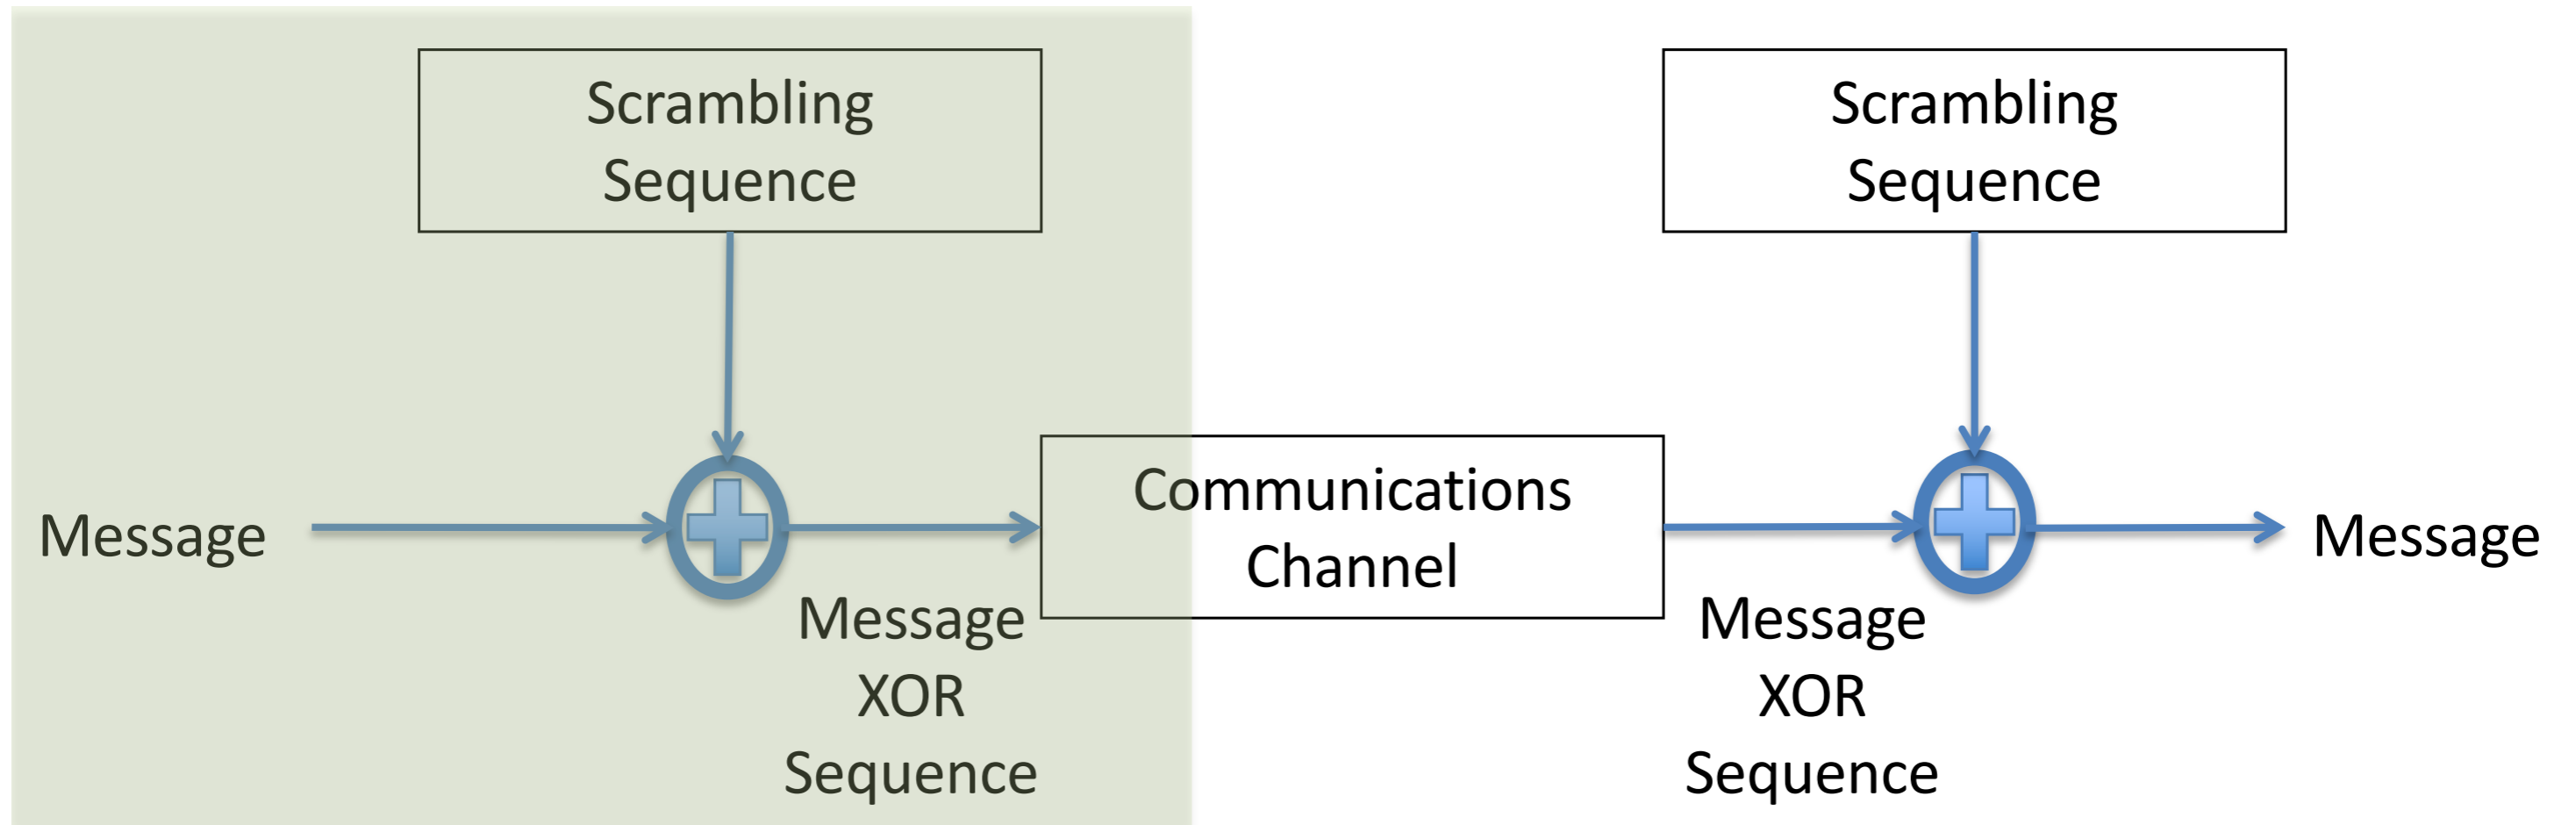 Scrambling
Sequence
Scrambling
Sequence
Message
Communications
Channel
Message
Message
XOR
Sequence
Message
XOR
Sequence